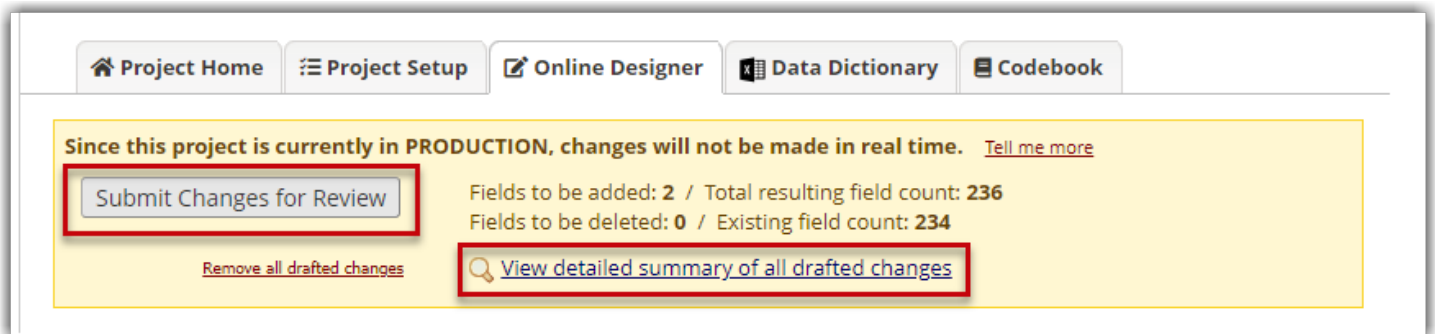 Project Home Project Setup Online Designer Data Dictionary Codebook
Since this project is currently in PRODUCTION, changes will not be made in real time. Tell me more
Submit Changes for Review
Fields to be added: 2 / Total resulting field count: 236
Fields to be deleted: 0 / Existing field count: 234
Remove all drafted changes
View detailed summary of all drafted changes